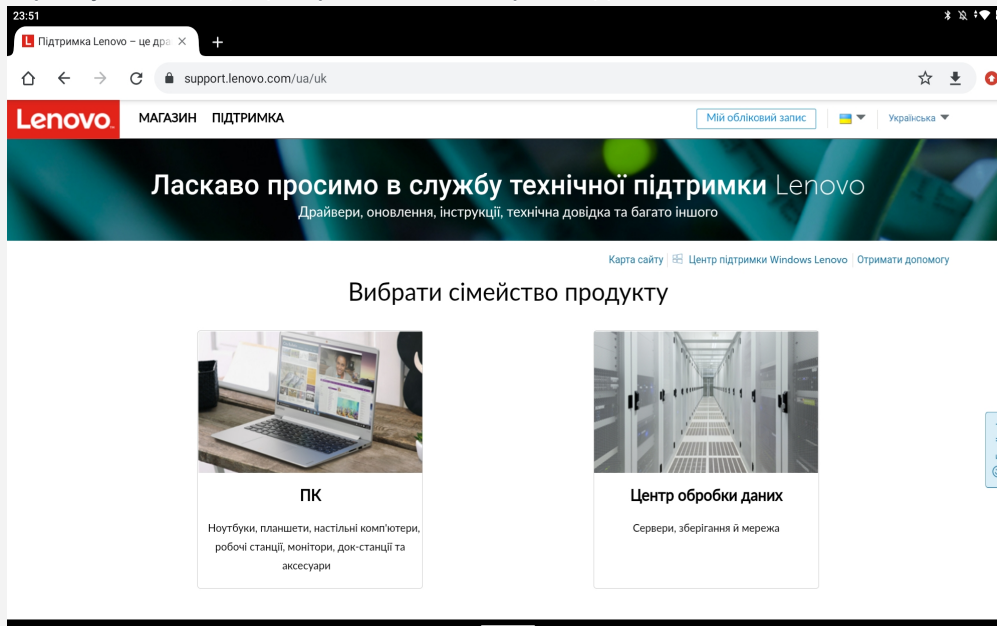 23:51
Підтримка Lenovo – це дра
support.lenovo.com/ua/uk
Lenovo
МАГАЗИН ПІДТРИМКА
Мій обліковий запис
Українська
Ласкаво просимо в службу технічної підтримки Lenovo
Драйвери, оновлення, інструкції, технічна довідка та багато іншого
Карта сайту
Центр підтримки Windows Lenovo
Отримати допомогу
Вибрати сімейство продукту
ПК
Ноутбуки, планшети, настільні комп'ютери,
робочі станції, монітори, док-станції та
аксесуари
Центр обробки даних
Сервери, зберігання й мережа